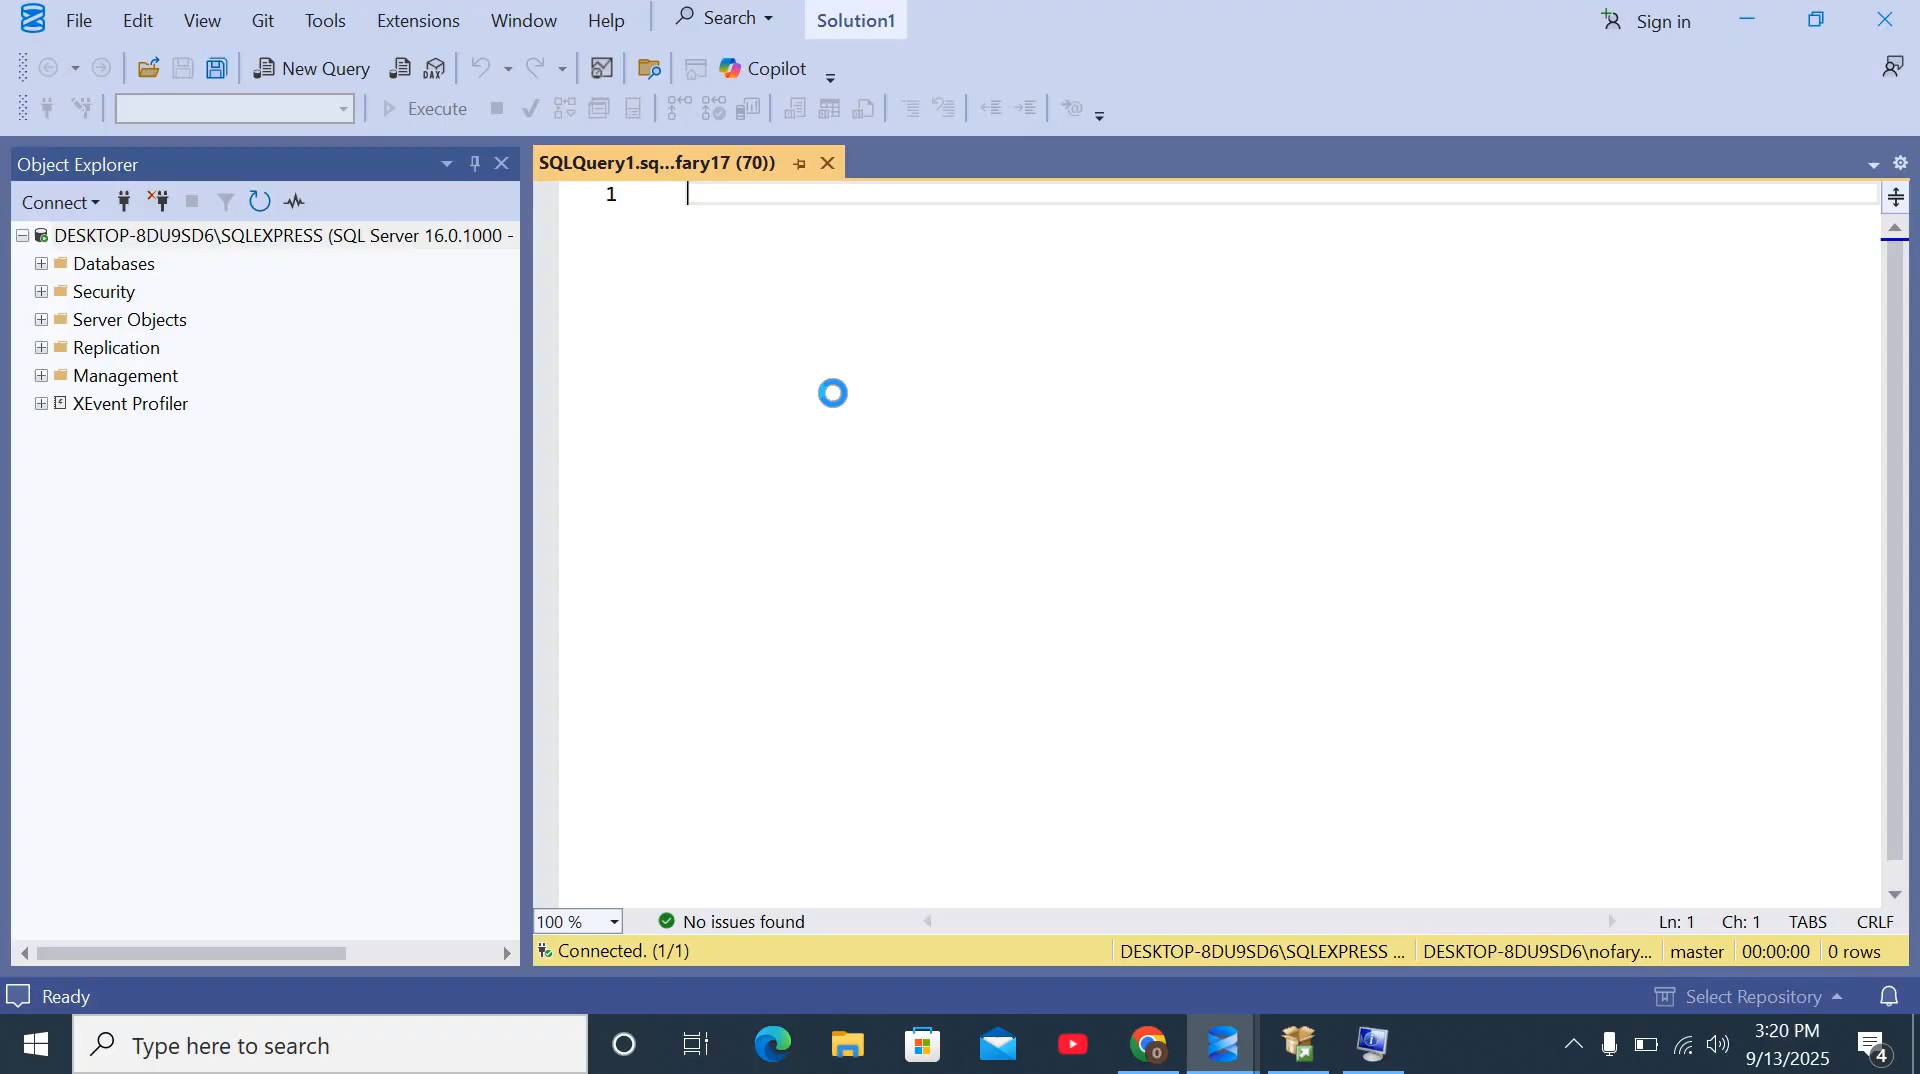 File Edit View Git Tools Extensions Window Help Search Solution1 Sign in
New Query DAX Copilot
Execute
Object Explorer
SQLQuery1.sq...fary17 (70))
Connect
1
DESKTOP-8DU9SD6\SQLEXPRESS (SQL Server 16.0.1000 -
Databases
Security
Server Objects
Replication
Management
XEvent Profiler
100 % No issues found Ln: 1 Ch: 1 TABS CRLF
Connected. (1/1) DESKTOP-8DU9SD6\SQLEXPRESS ... DESKTOP-8DU9SD6\nofary... master 00:00:00 0 rows
Ready Select Repository
Type here to search
3:20 PM
9/13/2025
4